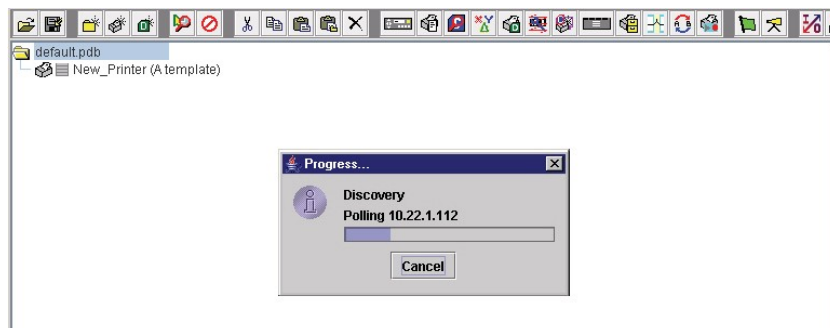 default.pdb
New_Printer (A template)
Progress...
Discovery
Polling 10.22.1.112
Cancel